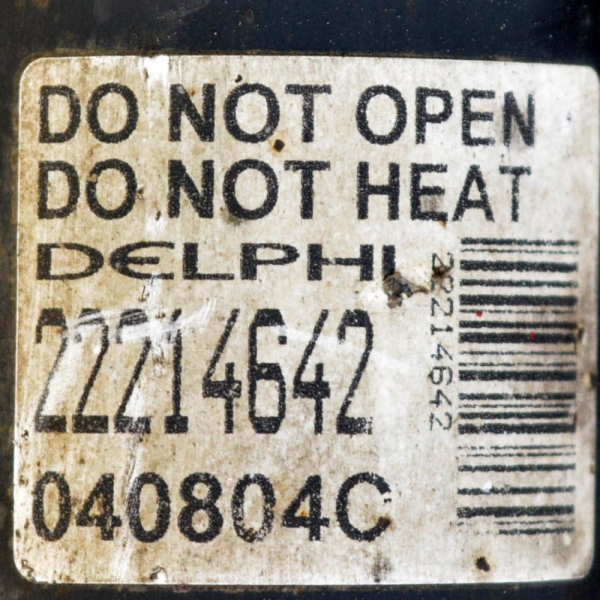 DO NOT OPEN
DO NOT HEAT
DELPHI
22214642
22214642
040804C